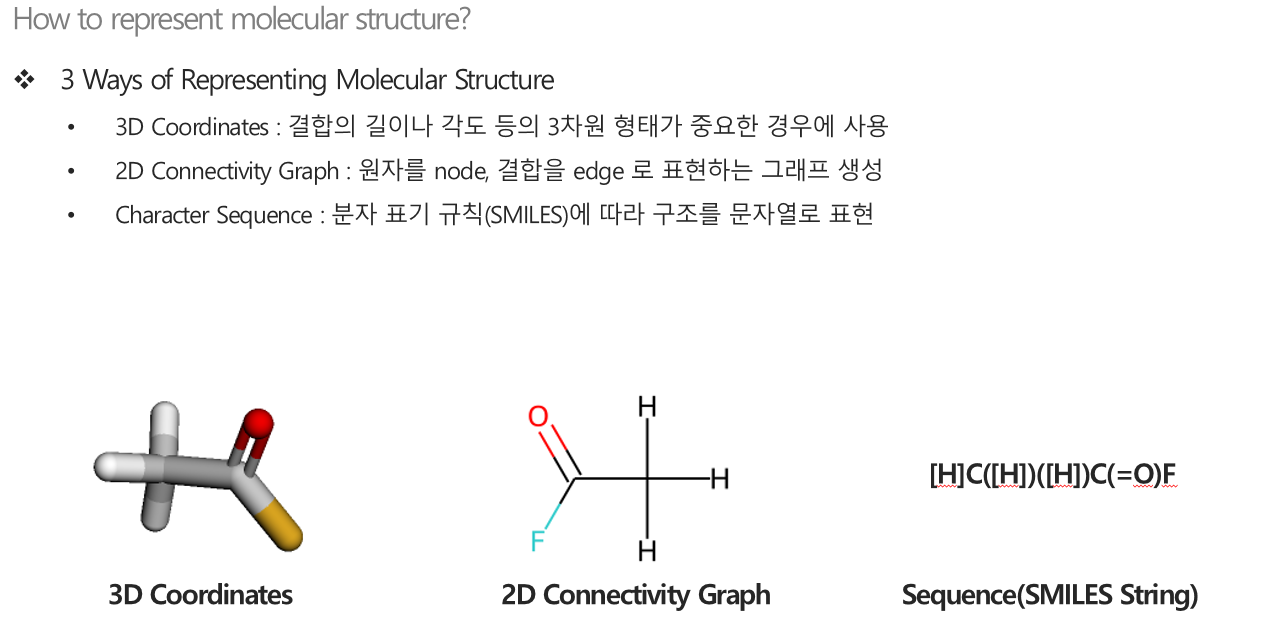 How to represent molecular structure?
❖ 3 Ways of Representing Molecular Structure
• 3D Coordinates : 결합의 길이나 각도 등의 3차원 형태가 중요한 경우에 사용
• 2D Connectivity Graph : 원자를 node, 결합을 edge 로 표현하는 그래프 생성
• Character Sequence : 분자 표기 규칙(SMILES)에 따라 구조를 문자열로 표현
H
O
H
[H]C([H])([H])C(=O)F
F
H
3D Coordinates
2D Connectivity Graph
Sequence(SMILES String)